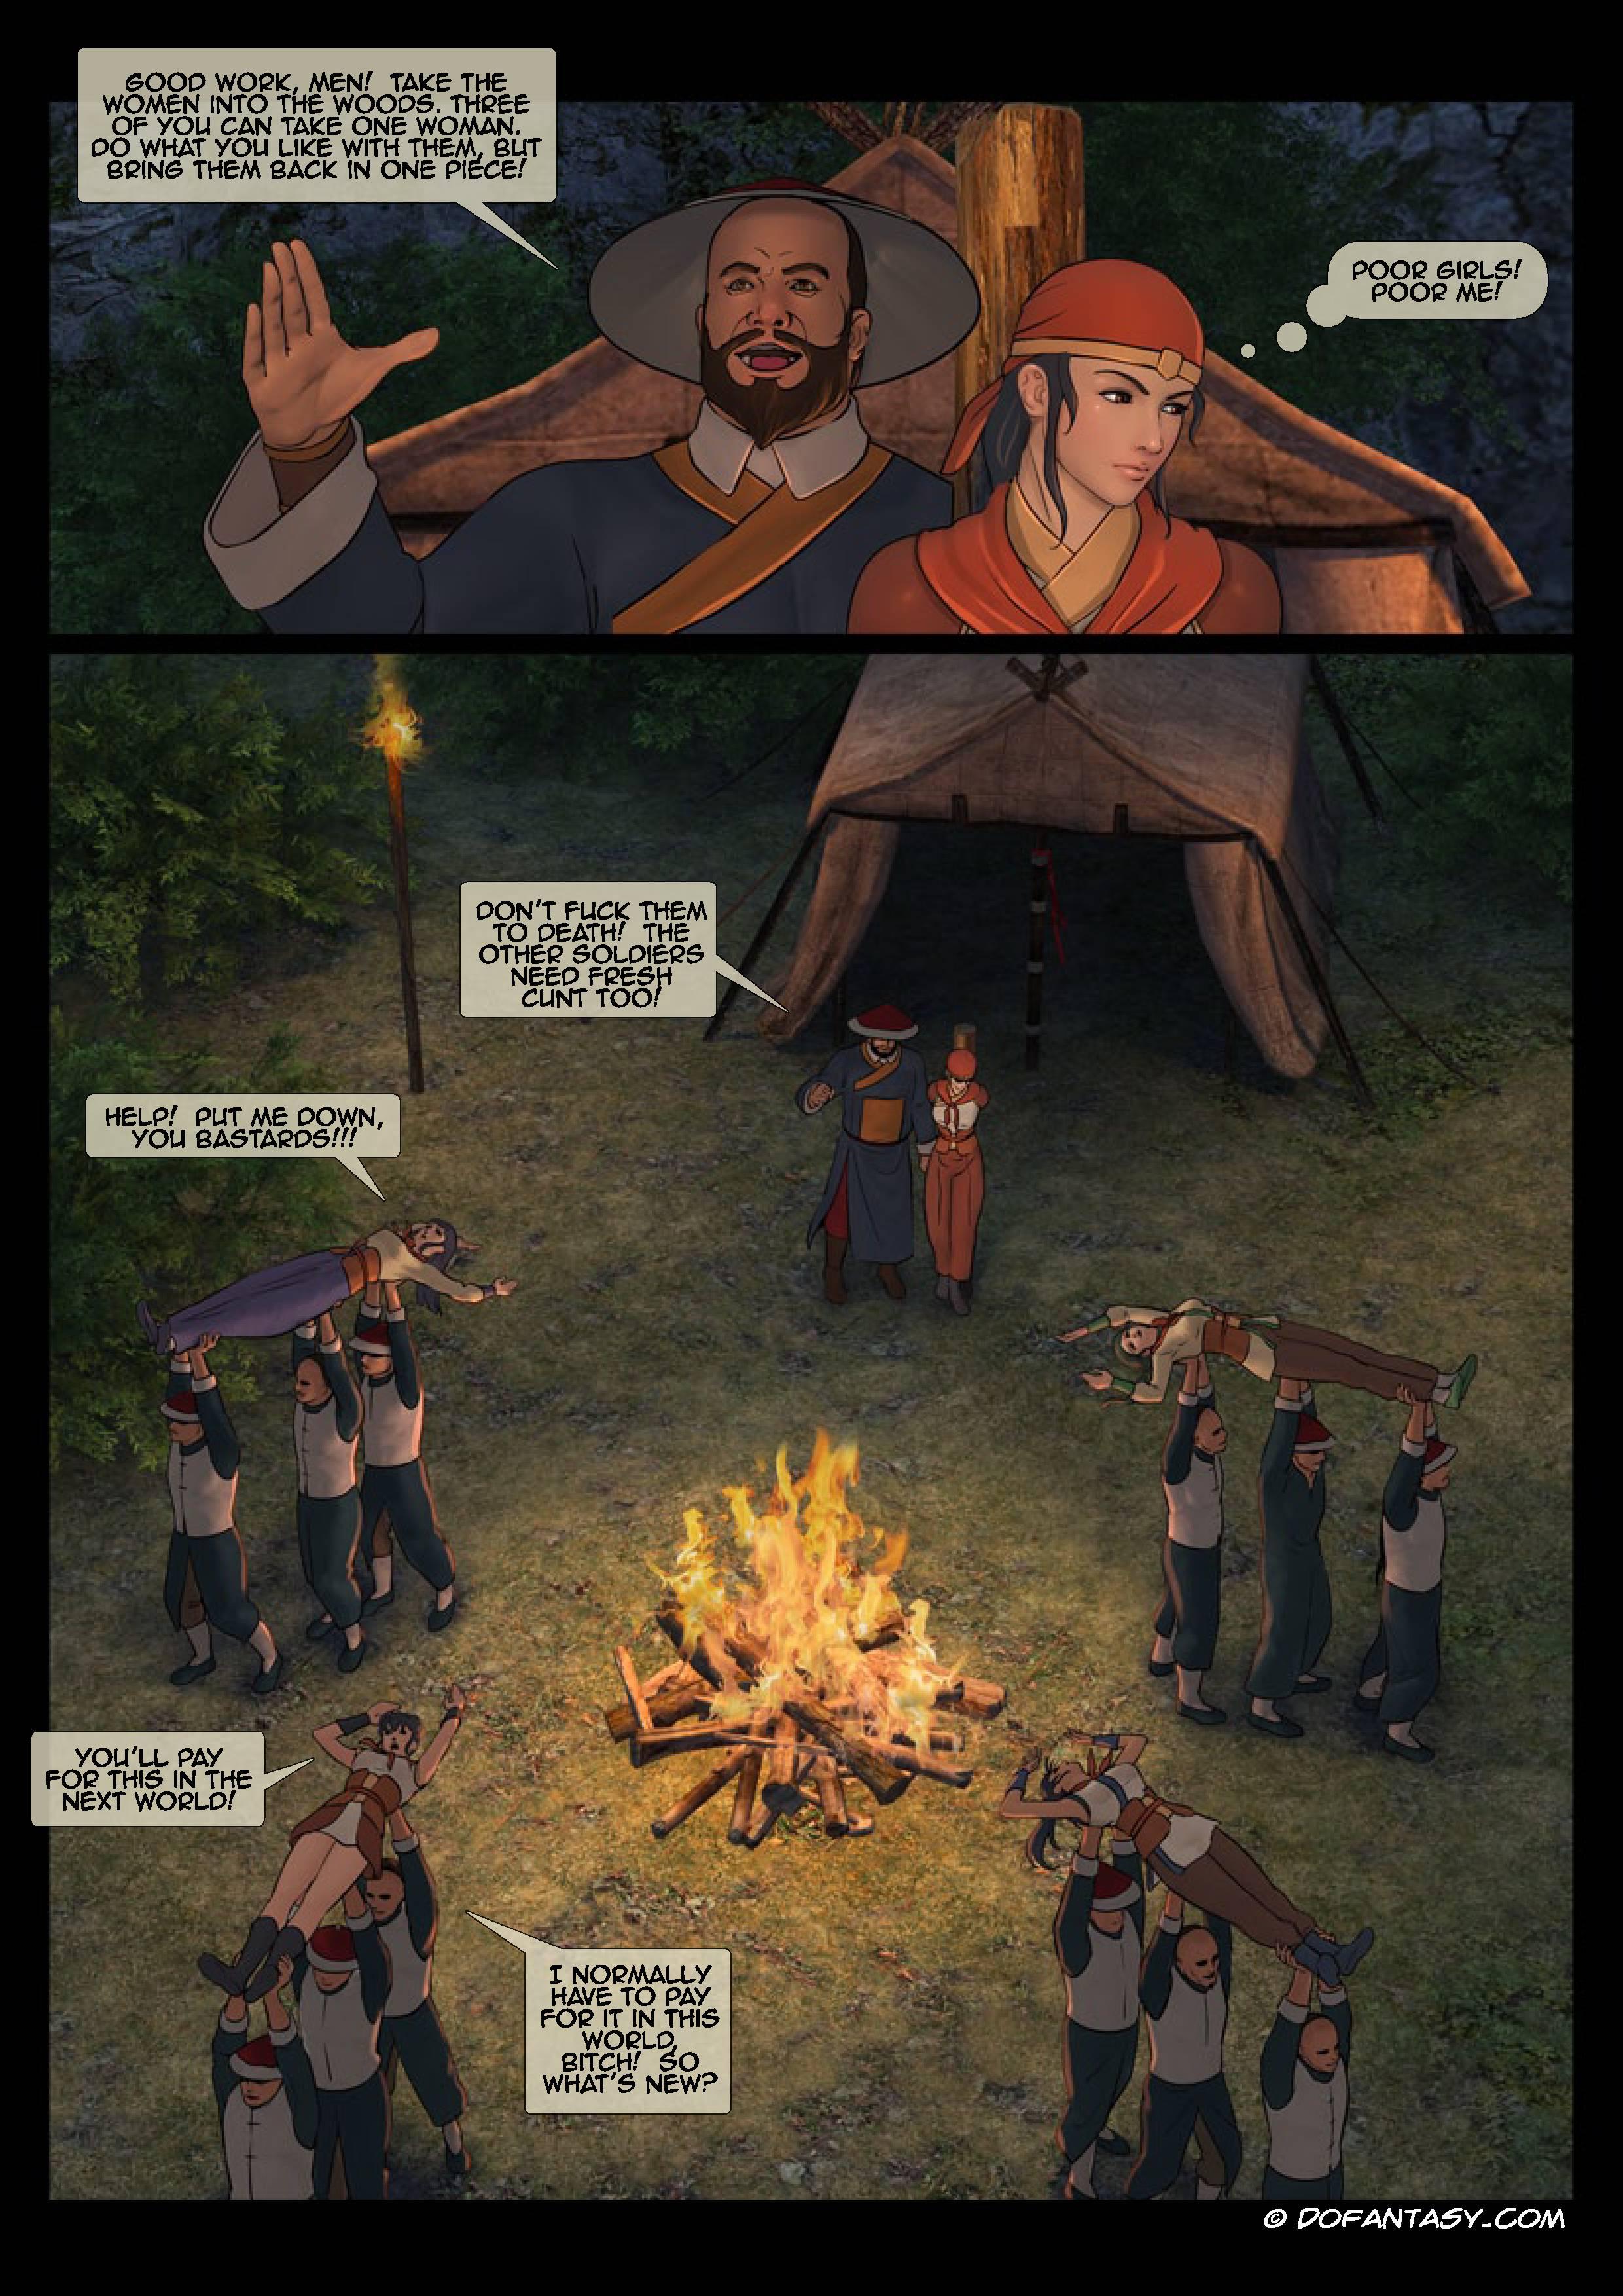 GOOD WORK, MEN! TAKE THE
WOMEN INTO THE WOODS. THREE
OF YOU CAN TAKE ONE WOMAN.
DO WHAT YOU LIKE WITH THEM, BUT
BRING THEM BACK IN ONE PIECE!
POOR GIRLS!
POOR ME!
DON'T FUCK THEM
TO DEATH! THE
OTHER SOLDIERS
NEED FRESH
CUNT TOO!
HELP! PUT ME DOWN,
YOU BASTARDS!!!
YOU'LL PAY
FOR THIS IN THE
NEXT WORLD!
I NORMALLY
HAVE TO PAY
FOR IT IN THIS
WORLD,
BITCH! SO
WHAT'S NEW?
© DOFANTASY.COM